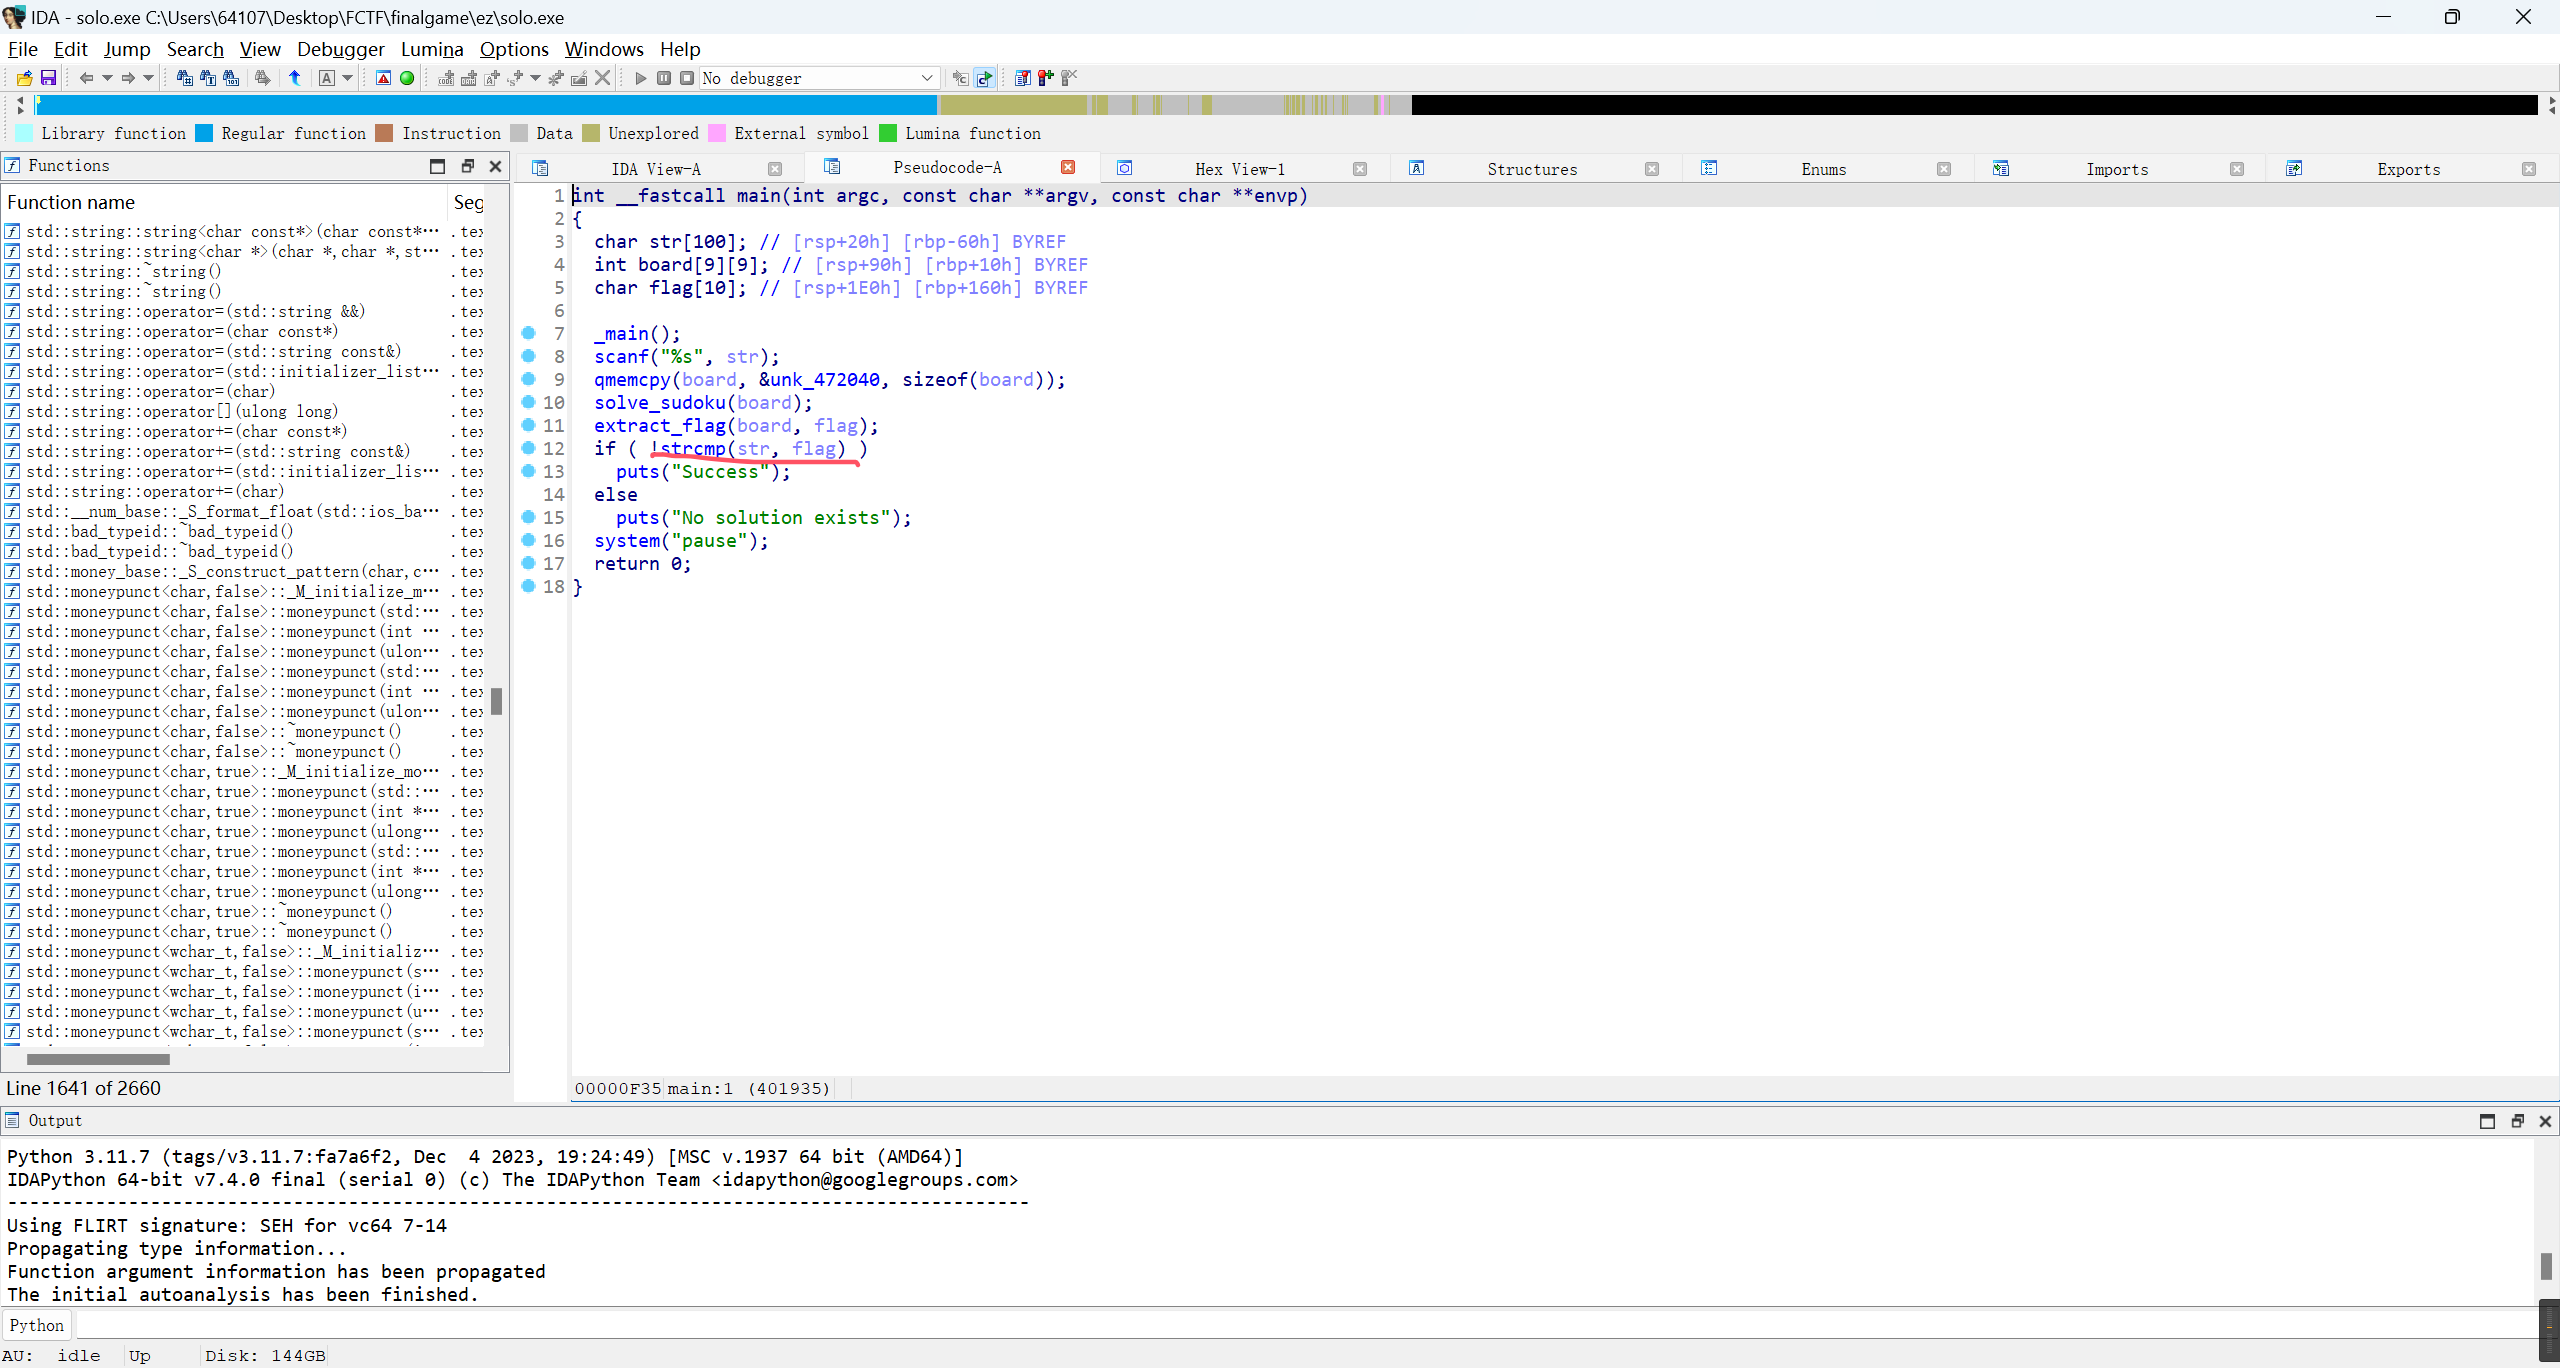 IDA - solo.exe C:\Users\64107\Desktop\FCTF\finalgame\ez\solo.exe
File Edit Jump Search View Debugger Lumina Options Windows Help
No debugger
Library function Regular function Instruction Data Unexplored External symbol Lumina function
Functions
Function name Seg
std::string::string<char const*>(char const*… .tex
std::string::string<char *>(char *,char *,st… .tex
std::string::~string() .tex
std::string::~string() .tex
std::string::operator=(std::string &&) .tex
std::string::operator=(char const*) .tex
std::string::operator=(std::string const&) .tex
std::string::operator=(std::initializer_list… .tex
std::string::operator=(char) .tex
std::string::operator[](ulong long) .tex
std::string::operator+=(char const*) .tex
std::string::operator+=(std::string const&) .tex
std::string::operator+=(std::initializer_lis… .tex
std::string::operator+=(char) .tex
std::__num_base::_S_format_float(std::ios_ba… .tex
std::bad_typeid::~bad_typeid() .tex
std::bad_typeid::~bad_typeid() .tex
std::money_base::_S_construct_pattern(char,c… .tex
std::moneypunct<char,false>::_M_initialize_m… .tex
std::moneypunct<char,false>::moneypunct(std:… .tex
std::moneypunct<char,false>::moneypunct(int … .tex
std::moneypunct<char,false>::moneypunct(ulon… .tex
std::moneypunct<char,false>::moneypunct(std:… .tex
std::moneypunct<char,false>::moneypunct(int … .tex
std::moneypunct<char,false>::moneypunct(ulon… .tex
std::moneypunct<char,false>::~moneypunct() .tex
std::moneypunct<char,false>::~moneypunct() .tex
std::moneypunct<char,true>::_M_initialize_mo… .tex
std::moneypunct<char,true>::moneypunct(std::… .tex
std::moneypunct<char,true>::moneypunct(int *… .tex
std::moneypunct<char,true>::moneypunct(ulong… .tex
std::moneypunct<char,true>::moneypunct(std::… .tex
std::moneypunct<char,true>::moneypunct(int *… .tex
std::moneypunct<char,true>::moneypunct(ulong… .tex
std::moneypunct<char,true>::~moneypunct() .tex
std::moneypunct<char,true>::~moneypunct() .tex
std::moneypunct<wchar_t,false>::_M_initializ… .tex
std::moneypunct<wchar_t,false>::moneypunct(s… .tex
std::moneypunct<wchar_t,false>::moneypunct(i… .tex
std::moneypunct<wchar_t,false>::moneypunct(u… .tex
std::moneypunct<wchar_t,false>::moneypunct(s… .tex
Line 1641 of 2660
IDA View-A Pseudocode-A Hex View-1 Structures Enums Imports Exports
1 int __fastcall main(int argc, const char **argv, const char **envp)
2 {
3 char str[100]; // [rsp+20h] [rbp-60h] BYREF
4 int board[9][9]; // [rsp+90h] [rbp+10h] BYREF
5 char flag[10]; // [rsp+1E0h] [rbp+160h] BYREF
6
7 _main();
8 scanf("%s", str);
9 qmemcpy(board, &unk_472040, sizeof(board));
10 solve_sudoku(board);
11 extract_flag(board, flag);
12 if ( !strcmp(str, flag) )
13 puts("Success");
14 else
15 puts("No solution exists");
16 system("pause");
17 return 0;
18 }
00000F35 main:1 (401935)
Output
Python 3.11.7 (tags/v3.11.7:fa7a6f2, Dec  4 2023, 19:24:49) [MSC v.1937 64 bit (AMD64)]
IDAPython 64-bit v7.4.0 final (serial 0) (c) The IDAPython Team <idapython@googlegroups.com>
---------------------------------------------------------------------------------------------
Using FLIRT signature: SEH for vc64 7-14
Propagating type information...
Function argument information has been propagated
The initial autoanalysis has been finished.
Python
AU: idle Up Disk: 144GB